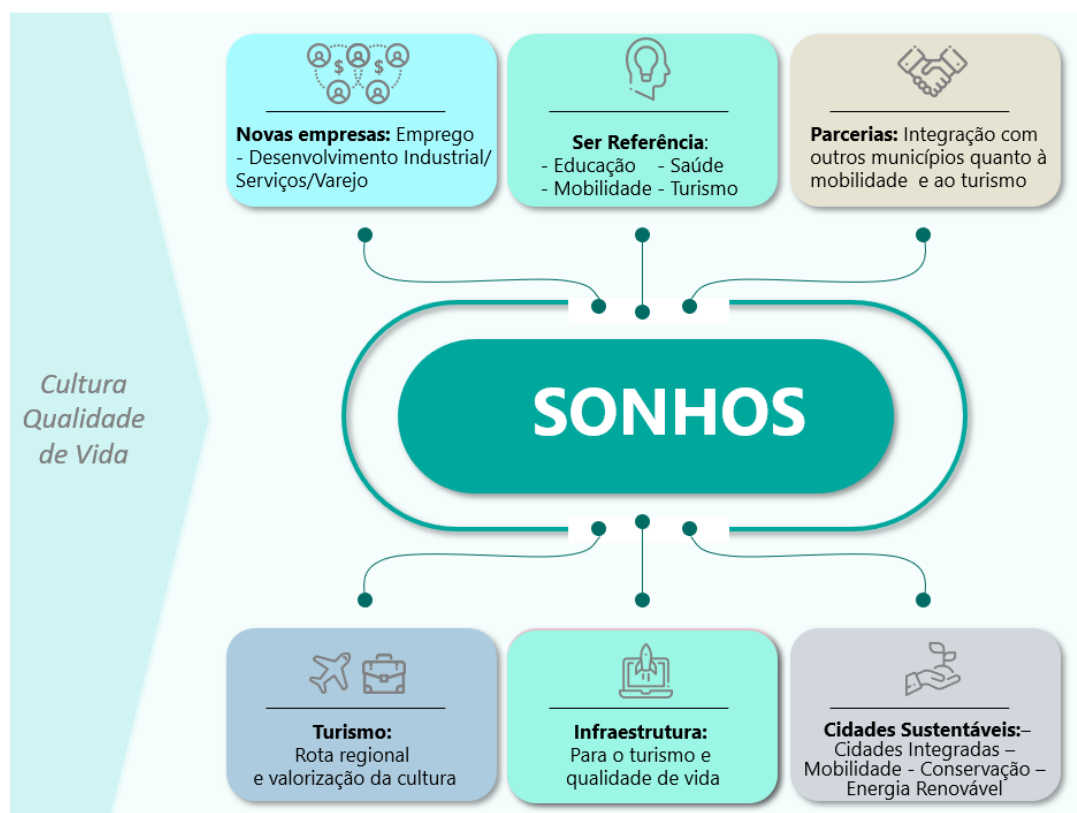 Cultura
Qualidade
de Vida
$ $
Novas empresas: Emprego
- Desenvolvimento Industrial/
Serviços/Varejo
Ser Referência:
- Educação - Saúde
- Mobilidade - Turismo
Parcerias: Integração com
outros municípios quanto à
mobilidade e ao turismo
SONHOS
Turismo:
Rota regional
e valorização da cultura
Infraestrutura:
Para o turismo e
qualidade de vida
Cidades Sustentáveis:–
Cidades Integradas –
Mobilidade - Conservação –
Energia Renovável